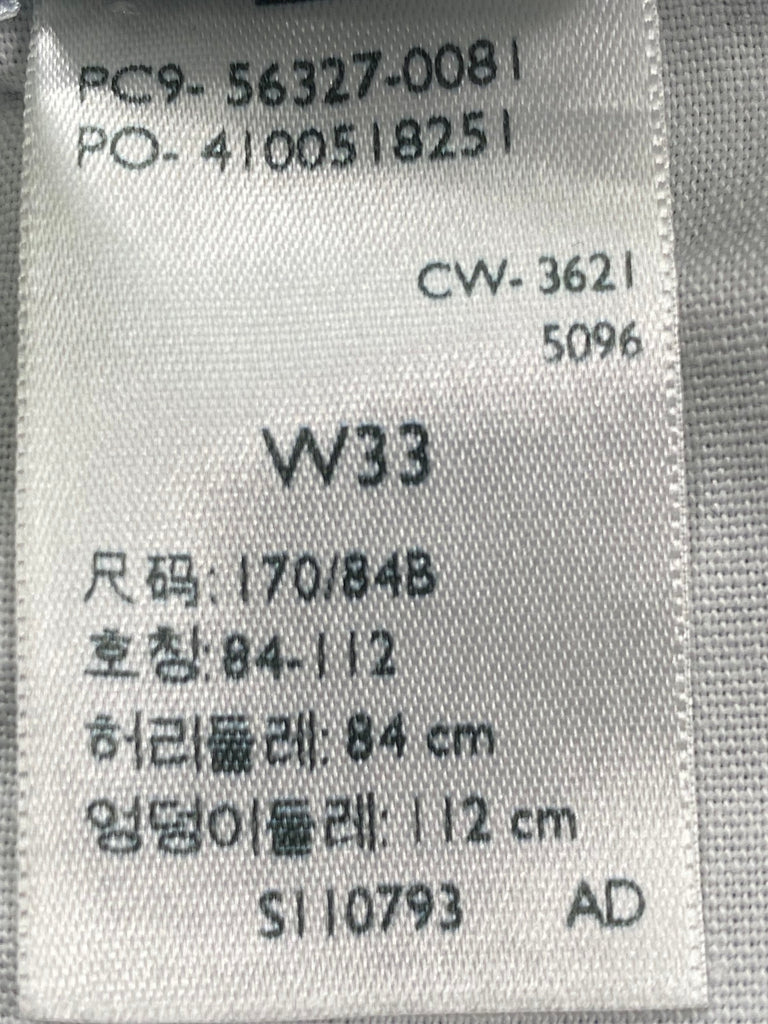 PC9- 56327-0081
PO- 4100518251
CW- 3621
5096
W33
尺码: 170/84B
호칭: 84-112
허리둘레: 84 cm
엉덩이둘레: 112 cm
S110793 AD